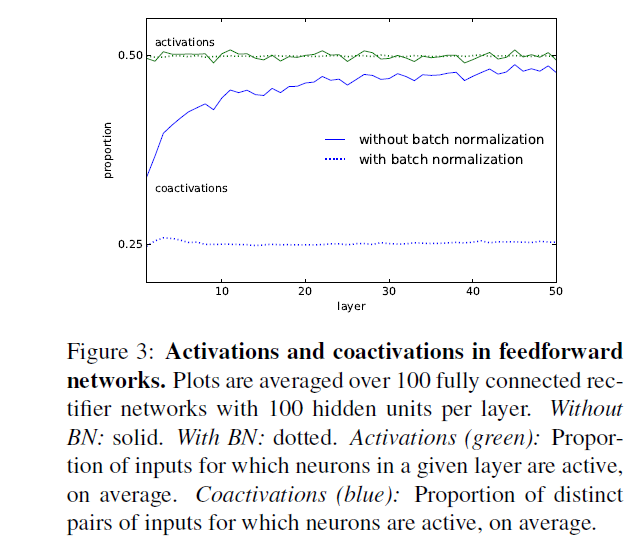 activations
0.50
proportion
without batch normalization
with batch normalization
coactivations
0.25
10 20 30 40 50
layer
Figure 3: Activations and coactivations in feedforward
networks. Plots are averaged over 100 fully connected rec-
tifier networks with 100 hidden units per layer. Without
BN: solid. With BN: dotted. Activations (green): Propor-
tion of inputs for which neurons in a given layer are active,
on average. Coactivations (blue): Proportion of distinct
pairs of inputs for which neurons are active, on average.